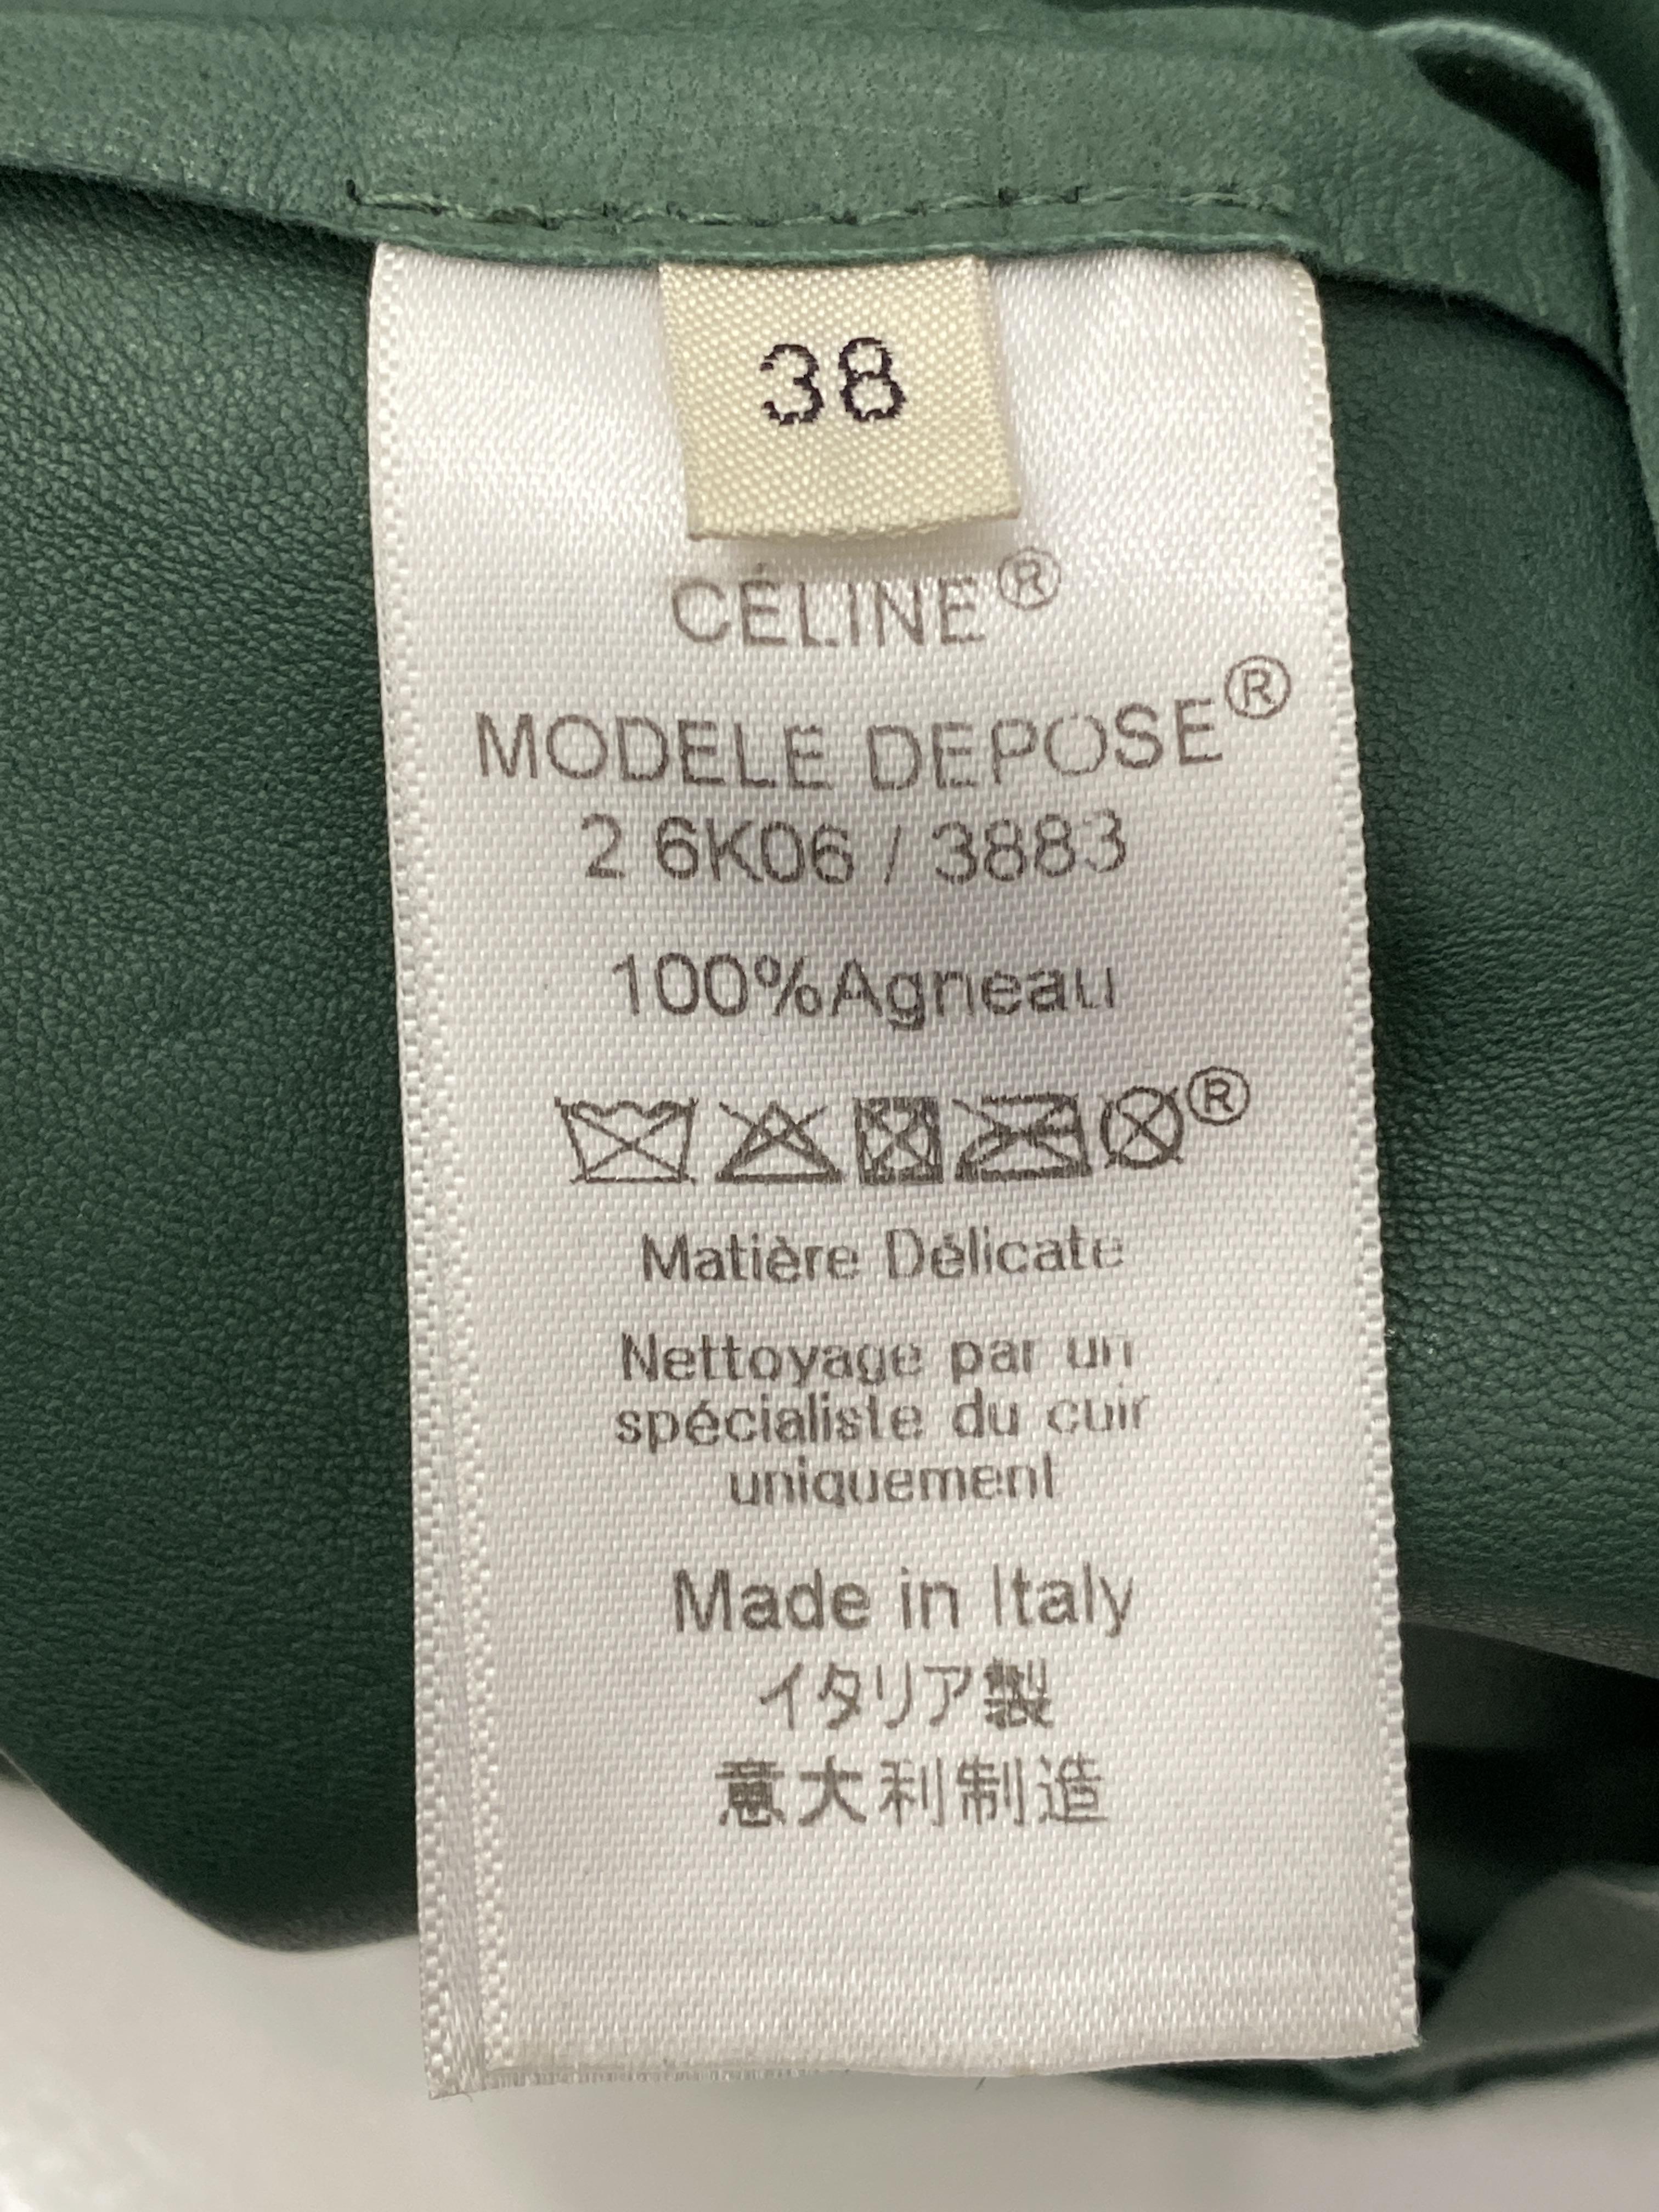 38
CÉLINE®
MODELE DEPOSE®
2 6K06 / 3883
100%Agneau
®
Matière Délicate
Nettoyage par un
spécialiste du cuir
uniquement
Made in Italy
イタリア製
意大利制造